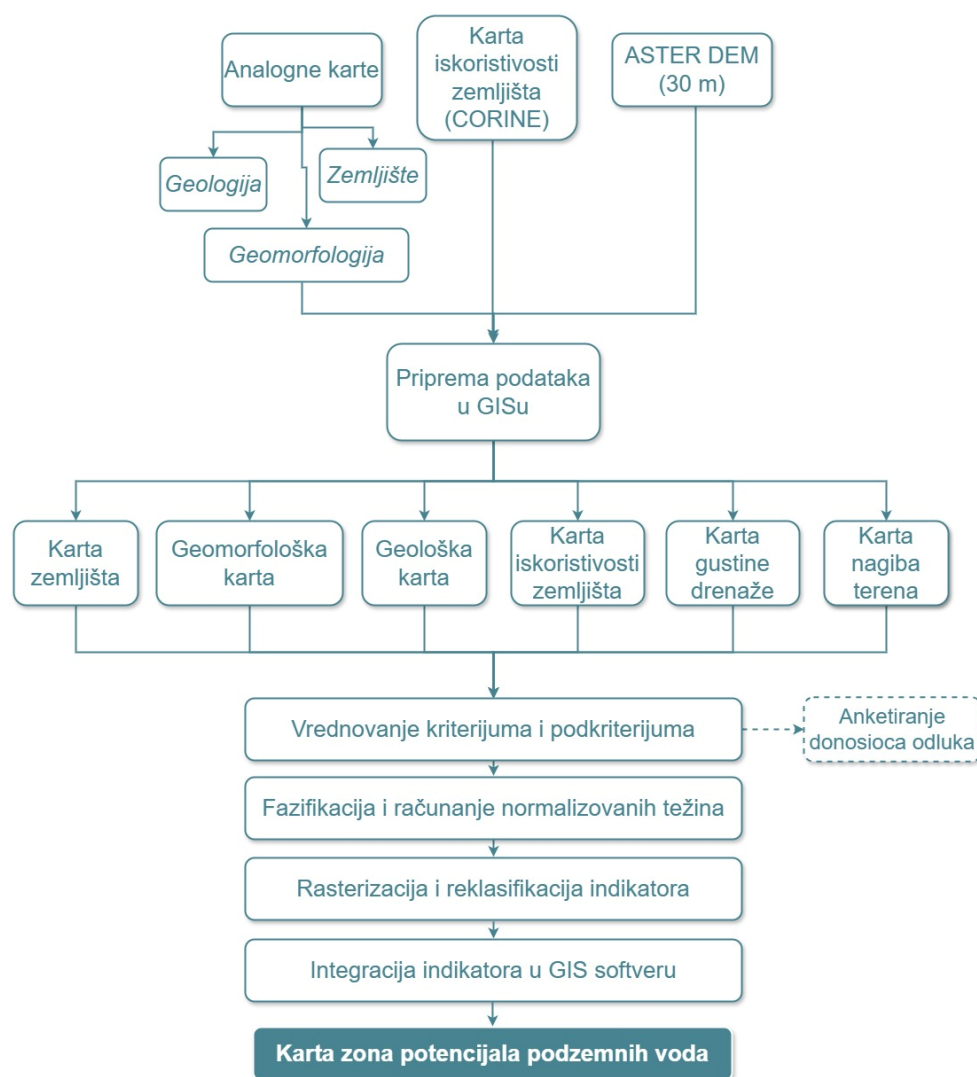 Analogne karte
Karta
iskoristivosti
zemljišta
(CORINE)
ASTER DEM
(30 m)
Geologija
Zemljište
Geomorfologija
Priprema podataka
u GISu
Karta
zemljišta
Geomorfološka
karta
Geološka
karta
Karta
iskoristivosti
zemljišta
Karta
gustine
drenaže
Karta
nagiba
terena
Vrednovanje kriterijuma i podkriterijuma
Anketiranje
donosioca odluka
Fazifikacija i računanje normalizovanih težina
Rasterizacija i reklasifikacija indikatora
Integracija indikatora u GIS softveru
Karta zona potencijala podzemnih voda